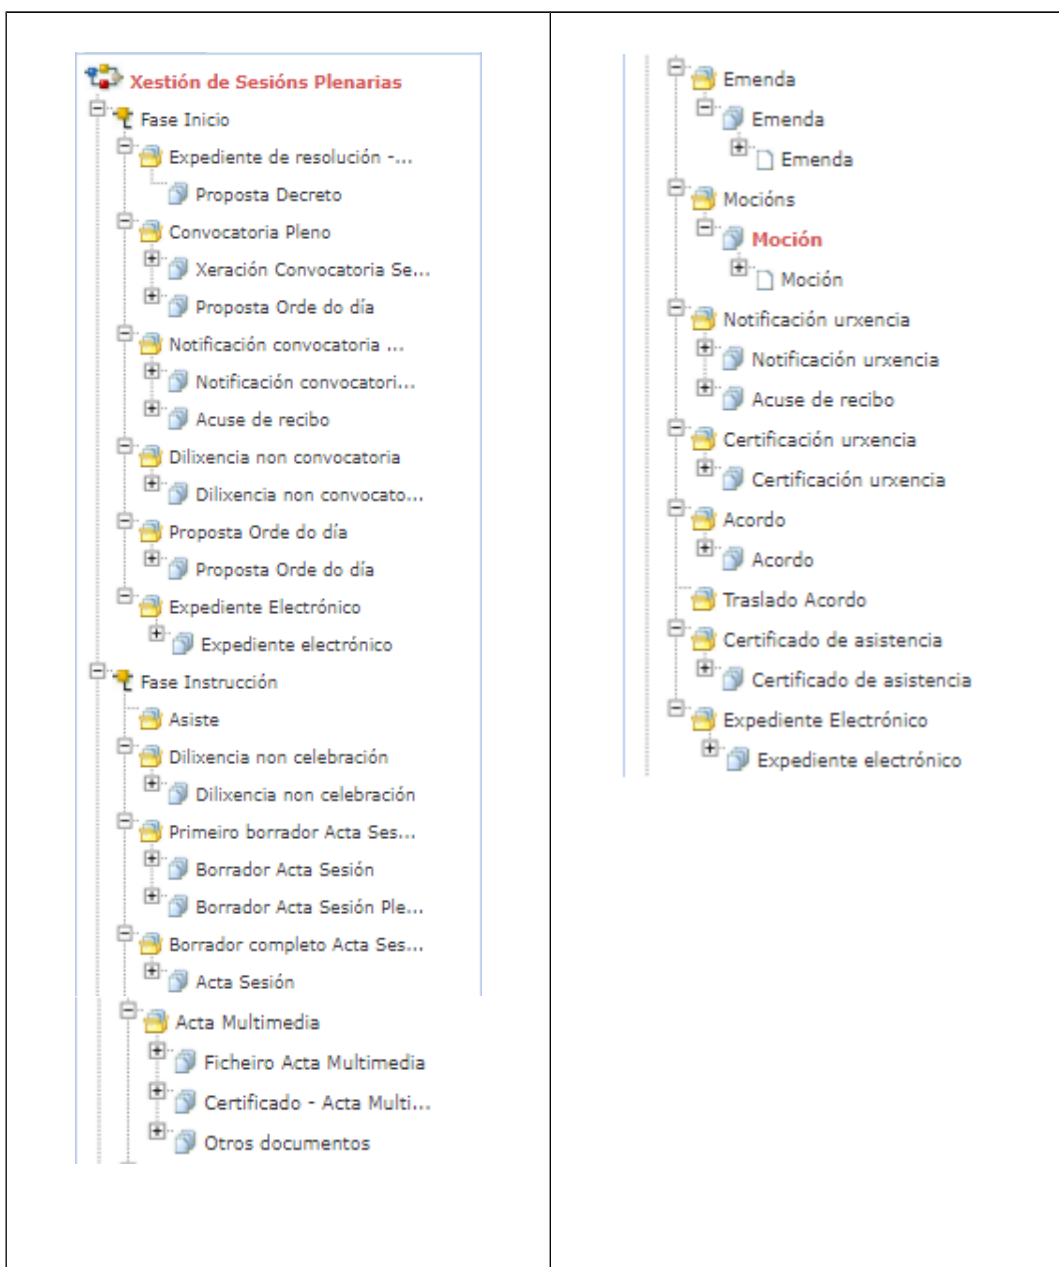 Xestión de Sesións Plenarias
Fase Inicio
Expediente de resolución -...
Proposta Decreto
Convocatoria Pleno
Xeración Convocatoria Se...
Proposta Orde do día
Notificación convocatoria ...
Notificación convocatori...
Acuse de recibo
Dilixencia non convocatoria
Dilixencia non convocato...
Proposta Orde do día
Proposta Orde do día
Expediente Electrónico
Expediente electrónico
Fase Instrucción
Asiste
Dilixencia non celebración
Dilixencia non celebración
Primeiro borrador Acta Ses...
Borrador Acta Sesión
Borrador Acta Sesión Ple...
Borrador completo Acta Ses...
Acta Sesión
Acta Multimedia
Ficheiro Acta Multimedia
Certificado - Acta Multi...
Otros documentos
Emenda
Emenda
Emenda
Mocións
Moción
Moción
Notificación urxencia
Notificación urxencia
Acuse de recibo
Certificación urxencia
Certificación urxencia
Acordo
Acordo
Traslado Acordo
Certificado de asistencia
Certificado de asistencia
Expediente Electrónico
Expediente electrónico